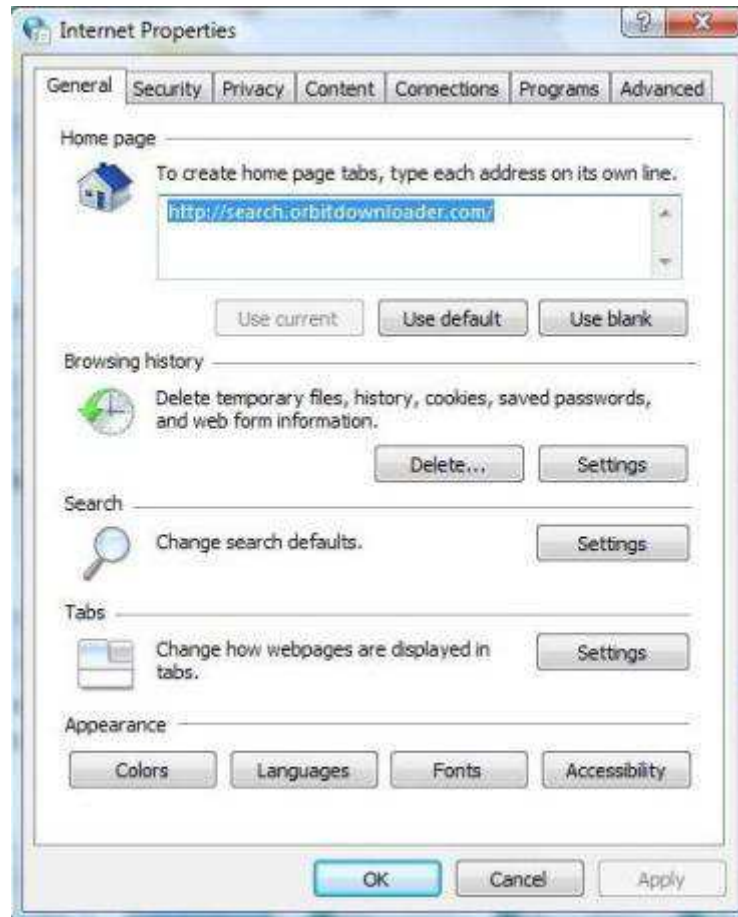 Internet Properties
General Security Privacy Content Connections Programs Advanced
Home page
To create home page tabs, type each address on its own line.
http://search.orbitdownloader.com/
Use current Use default Use blank
Browsing history
Delete temporary files, history, cookies, saved passwords,
and web form information.
Delete... Settings
Search
Change search defaults. Settings
Tabs
Change how webpages are displayed in
tabs.
Settings
Appearance
Colors Languages Fonts Accessibility
OK Cancel Apply